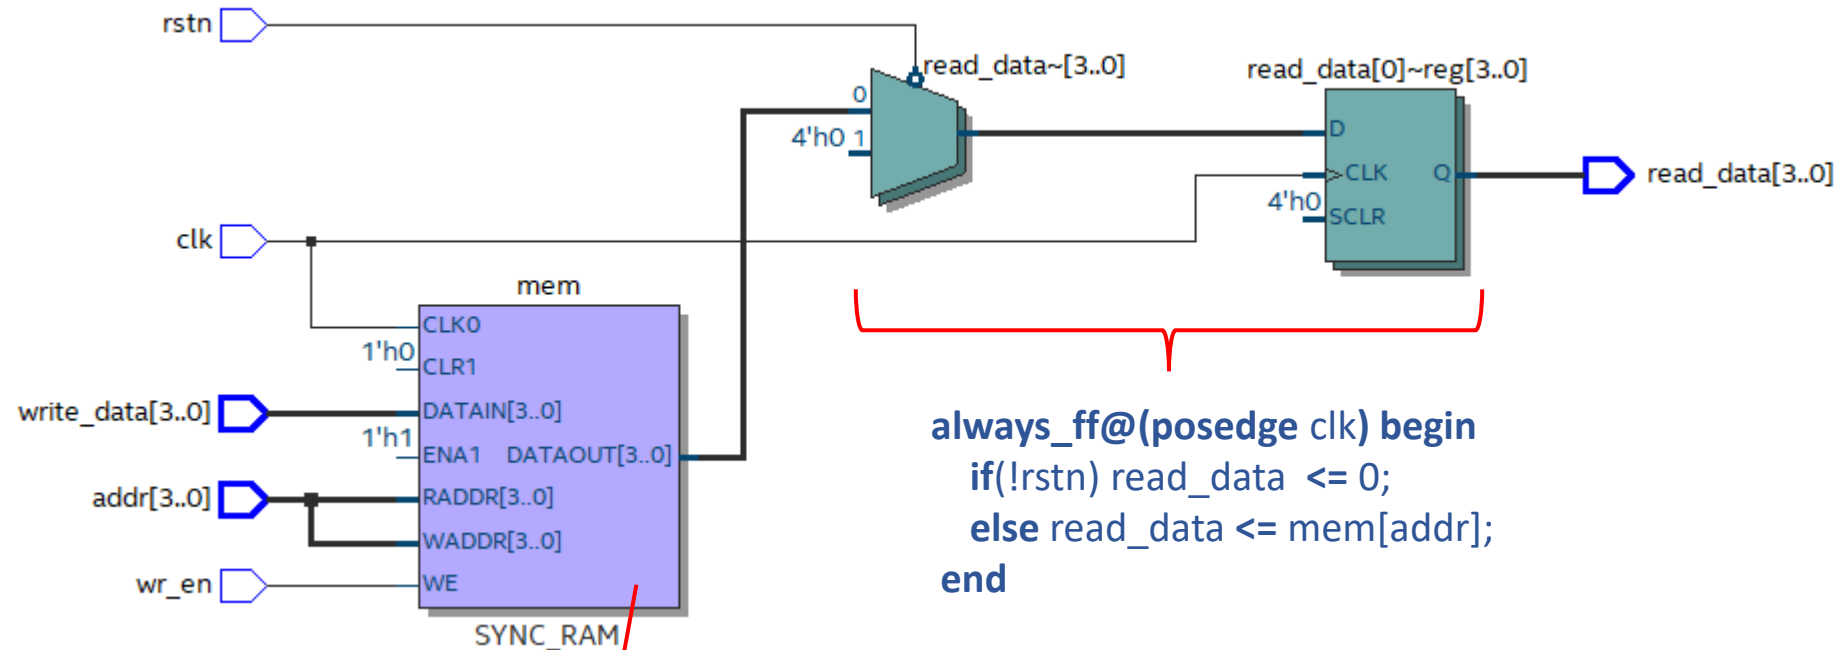 rstn
read_data~[3..0]
read_data[0]~reg[3..0]
0
4'h0 1
D
CLK
Q
4'h0
SCLR
read_data[3..0]
clk
mem
CLK0
1'h0
CLR1
write_data[3..0]
DATAIN[3..0]
1'h1
ENA1 DATAOUT[3..0]
addr[3..0]
RADDR[3..0]
WADDR[3..0]
wr_en
WE
SYNC_RAM
always_ff@(posedge clk) begin
if(!rstn) read_data <= 0;
else read_data <= mem[addr];
end